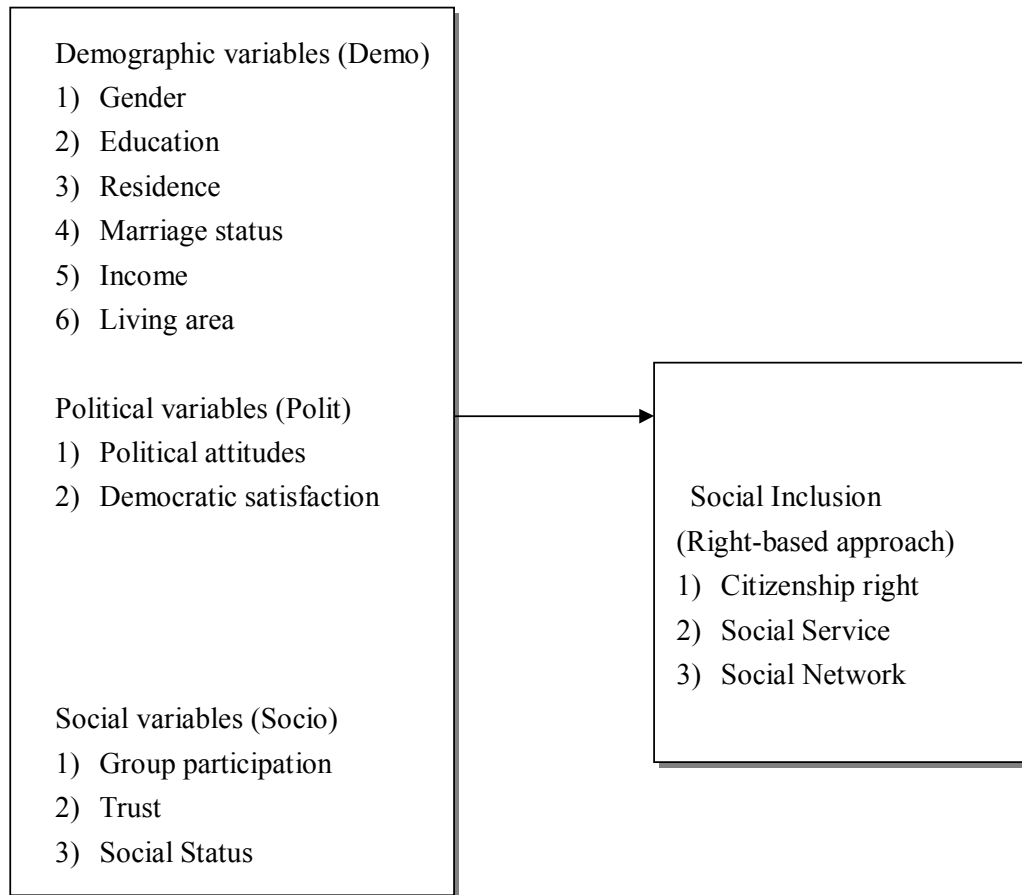 Demographic variables (Demo)
1) Gender
2) Education
3) Residence
4) Marriage status
5) Income
6) Living area
Political variables (Polit)
1) Political attitudes
2) Democratic satisfaction
Social variables (Socio)
1) Group participation
2) Trust
3) Social Status
Social Inclusion
(Right-based approach)
1) Citizenship right
2) Social Service
3) Social Network